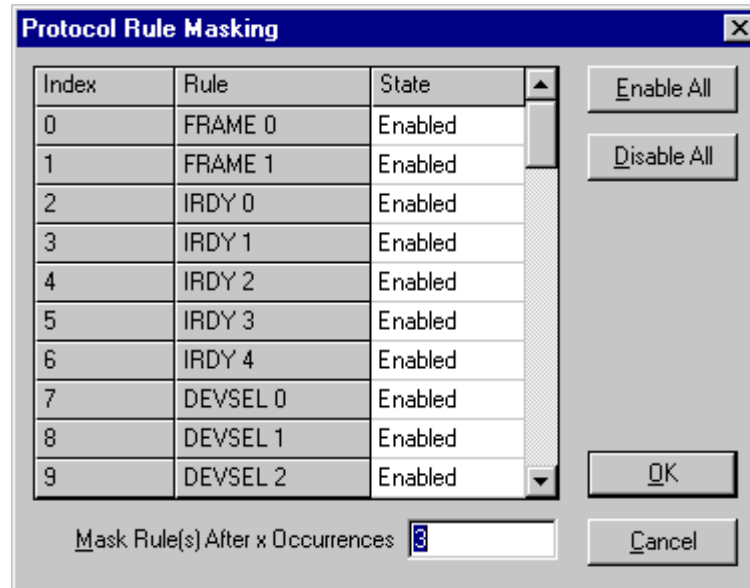 Protocol Rule Masking
Index Rule State
0 FRAME 0 Enabled
1 FRAME 1 Enabled
2 IRDY 0 Enabled
3 IRDY 1 Enabled
4 IRDY 2 Enabled
5 IRDY 3 Enabled
6 IRDY 4 Enabled
7 DEVSEL 0 Enabled
8 DEVSEL 1 Enabled
9 DEVSEL 2 Enabled
Mask Rule(s) After x Occurrences 3
Enable All
Disable All
OK
Cancel